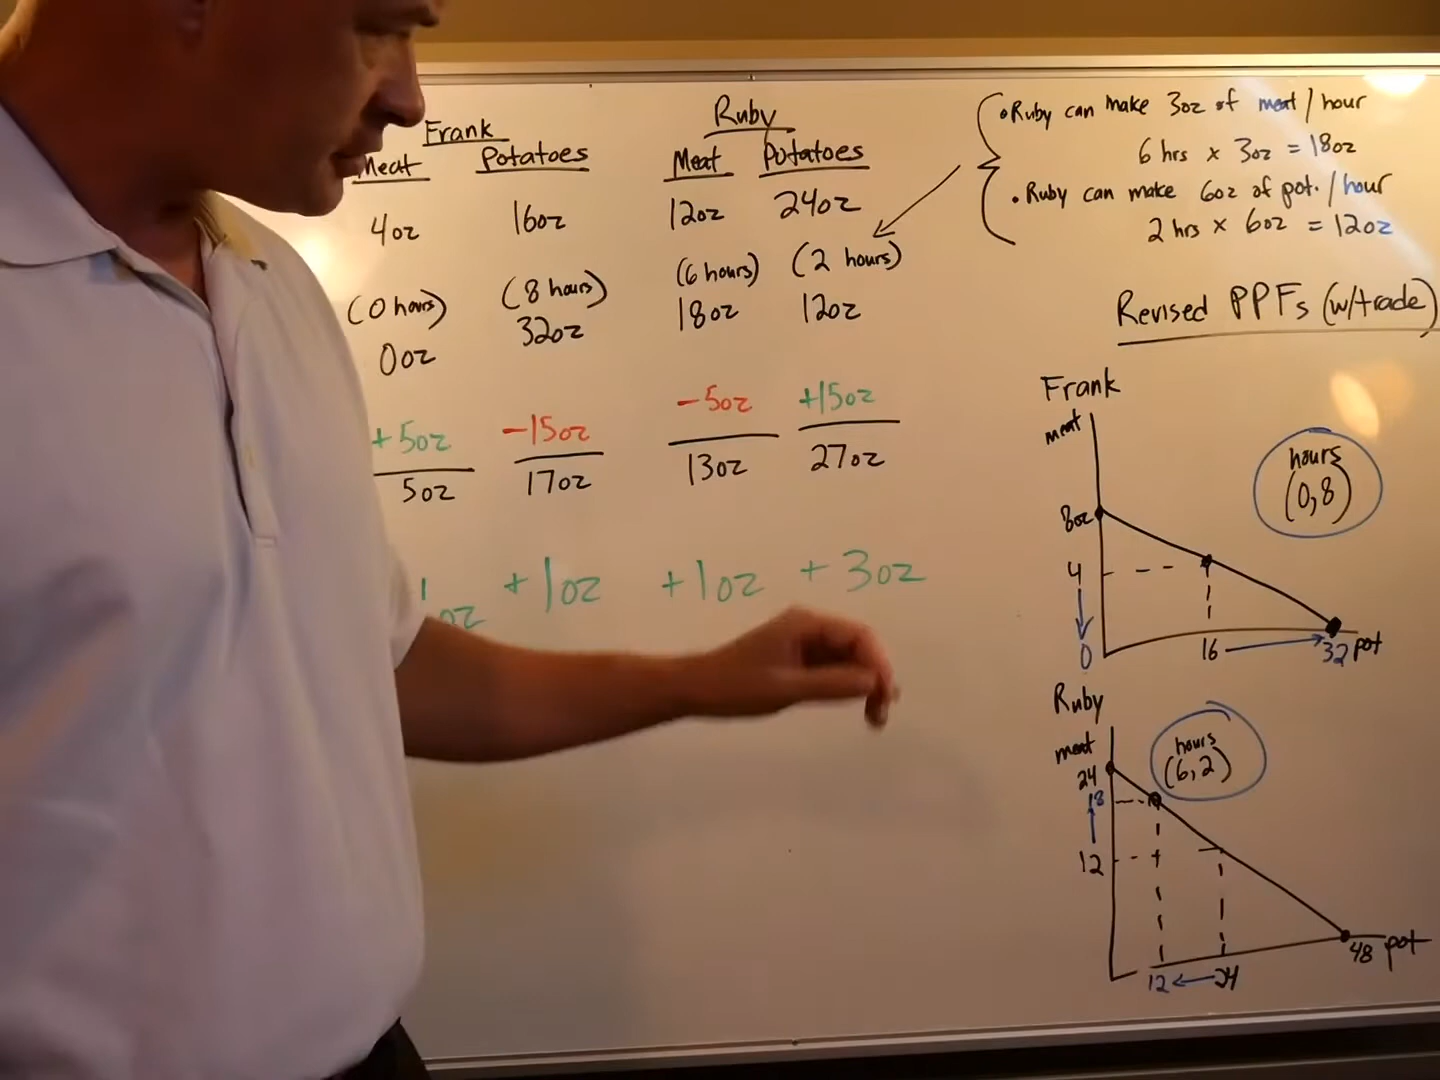 Frank
Meat Potatoes
4oz 16oz
(0 hours) (8 hours)
0oz 32oz
+5oz -15oz
5oz 17oz
oz +1oz
Ruby
Meat Potatoes
12oz 24oz
(6 hours) (2 hours)
18oz 12oz
-5oz +15oz
13oz 27oz
+1oz +3oz
• Ruby can make 3oz of meat/hour
6 hrs x 3oz = 18oz
• Ruby can make 6oz of pot./hour
2 hrs x 6oz = 12oz
Revised PPFs (w/trade)
Frank
meat
8oz
4
0
16
32 pot
hours
(0,8)
Ruby
meat
24
18
12
hours
(6,2)
12
24
48 pot